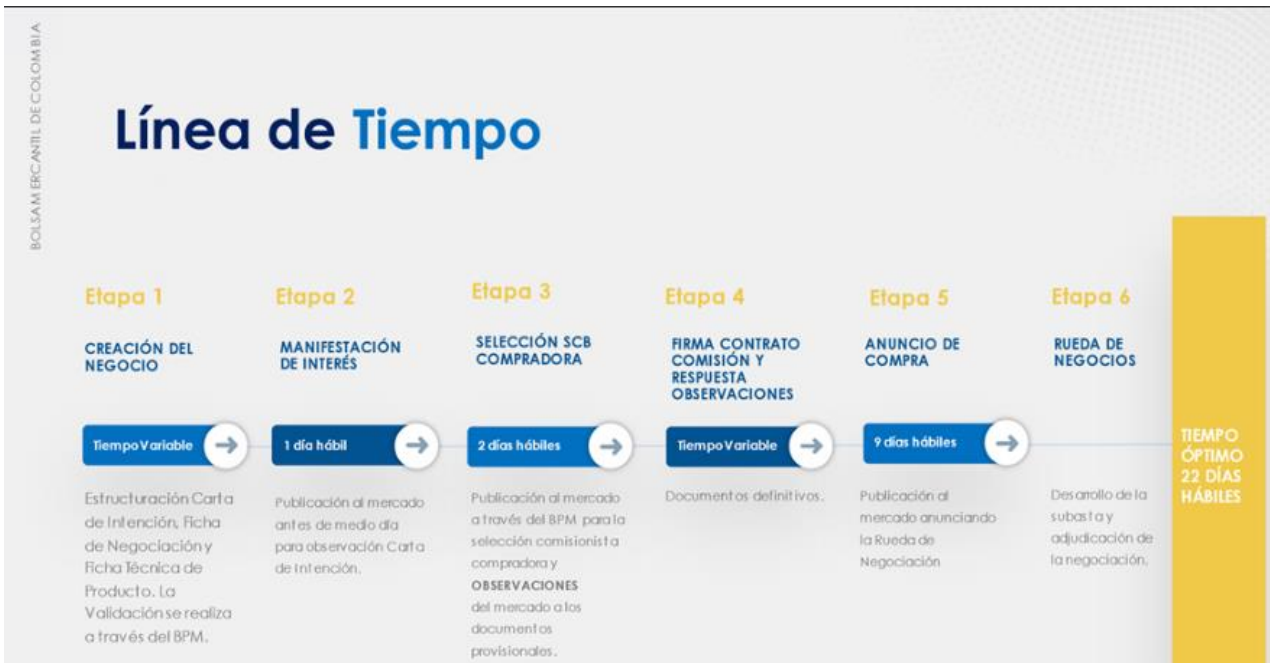 BOLSA MERCANTIL DE COLOMBIA
Línea de Tiempo
Etapa 1
CREACIÓN DEL
NEGOCIO
Tiempo Variable
Estructuración Carta
de Intención, Ficha
de Negociación y
Ficha Técnica de
Producto. La
Validación se realiza
a través del BPM.
Etapa 2
MANIFESTACIÓN
DE INTERÉS
1 día hábil
Publicación al mercado
antes de medio día
para observación Carta
de Intención.
Etapa 3
SELECCIÓN SCB
COMPRADORA
2 días hábiles
Publicación al mercado
a través del BPM para la
selección comisionista
compradora y
OBSERVACIONES
del mercado a los
documentos
provisionales.
Etapa 4
FIRMA CONTRATO
COMISIÓN Y
RESPUESTA
OBSERVACIONES
Tiempo Variable
Documentos definitivos.
Etapa 5
ANUNCIO DE
COMPRA
9 días hábiles
Publicación al
mercado anunciando
la Rueda de
Negociación
Etapa 6
RUEDA DE
NEGOCIOS
Desarrollo de la
subasta y
adjudicación de
la negociación.
TIEMPO
ÓPTIMO
22 DÍAS
HÁBILES